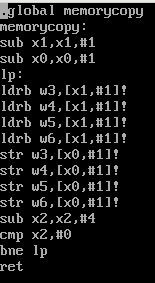 .global memorycopy
memorycopy:
sub x1,x1,#1
sub x0,x0,#1
lp:
ldrb w3,[x1,#1]!
ldrb w4,[x1,#1]!
ldrb w5,[x1,#1]!
ldrb w6,[x1,#1]!
str w3,[x0,#1]!
str w4,[x0,#1]!
str w5,[x0,#1]!
str w6,[x0,#1]!
sub x2,x2,#4
cmp x2,#0
bne lp
ret